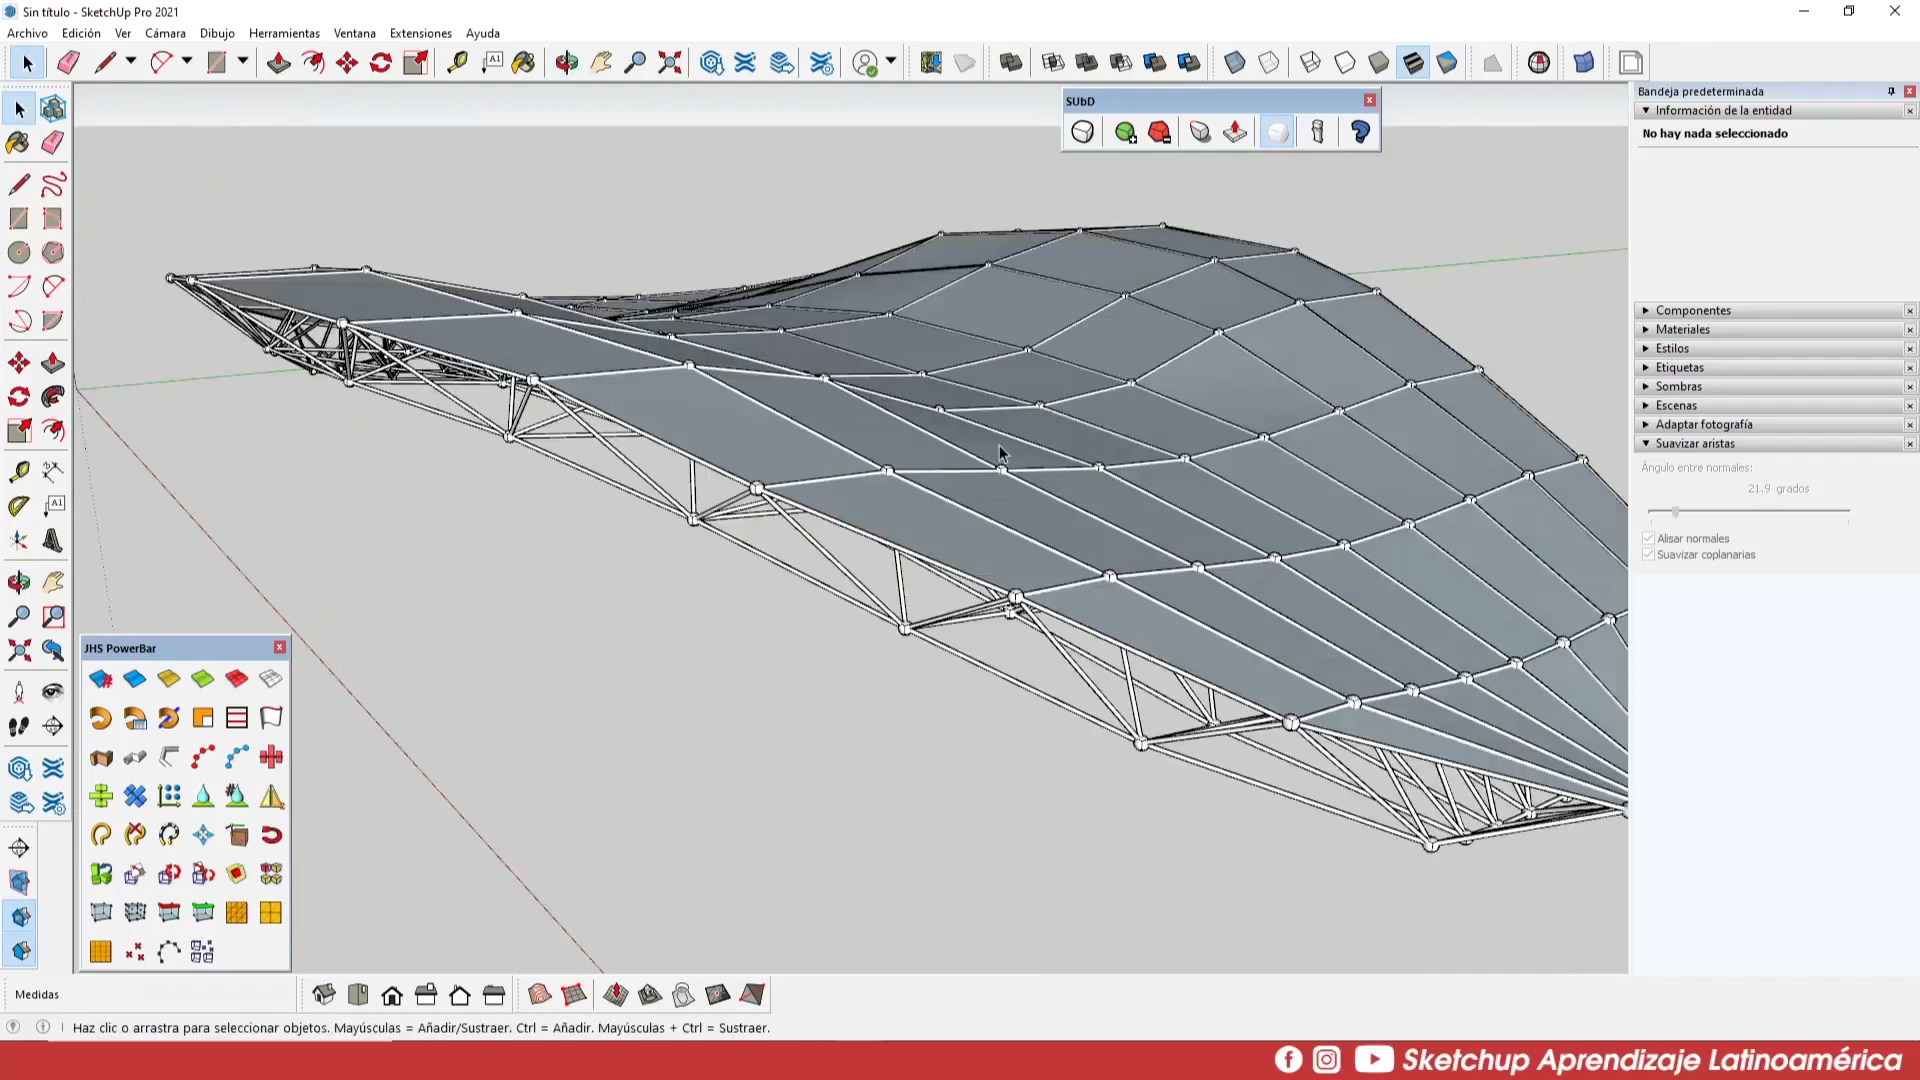 Sin título - SketchUp Pro 2021
Archivo Edición Ver Cámara Dibujo Herramientas Ventana Extensiones Ayuda
A1
SUbD
Bandeja predeterminada
Información de la entidad
No hay nada seleccionado
Componentes
Materiales
Estilos
Etiquetas
Sombras
Escenas
Adaptar fotografía
Suavizar aristas
Ángulo entre normales:
21.9 grados
Alisar normales
Suavizar coplanarias
A1
JHS PowerBar
Medidas
Haz clic o arrastra para seleccionar objetos. Mayúsculas = Añadir/Sustraer. Ctrl = Añadir. Mayúsculas + Ctrl = Sustraer.
Sketchup Aprendizaje Latinoamérica